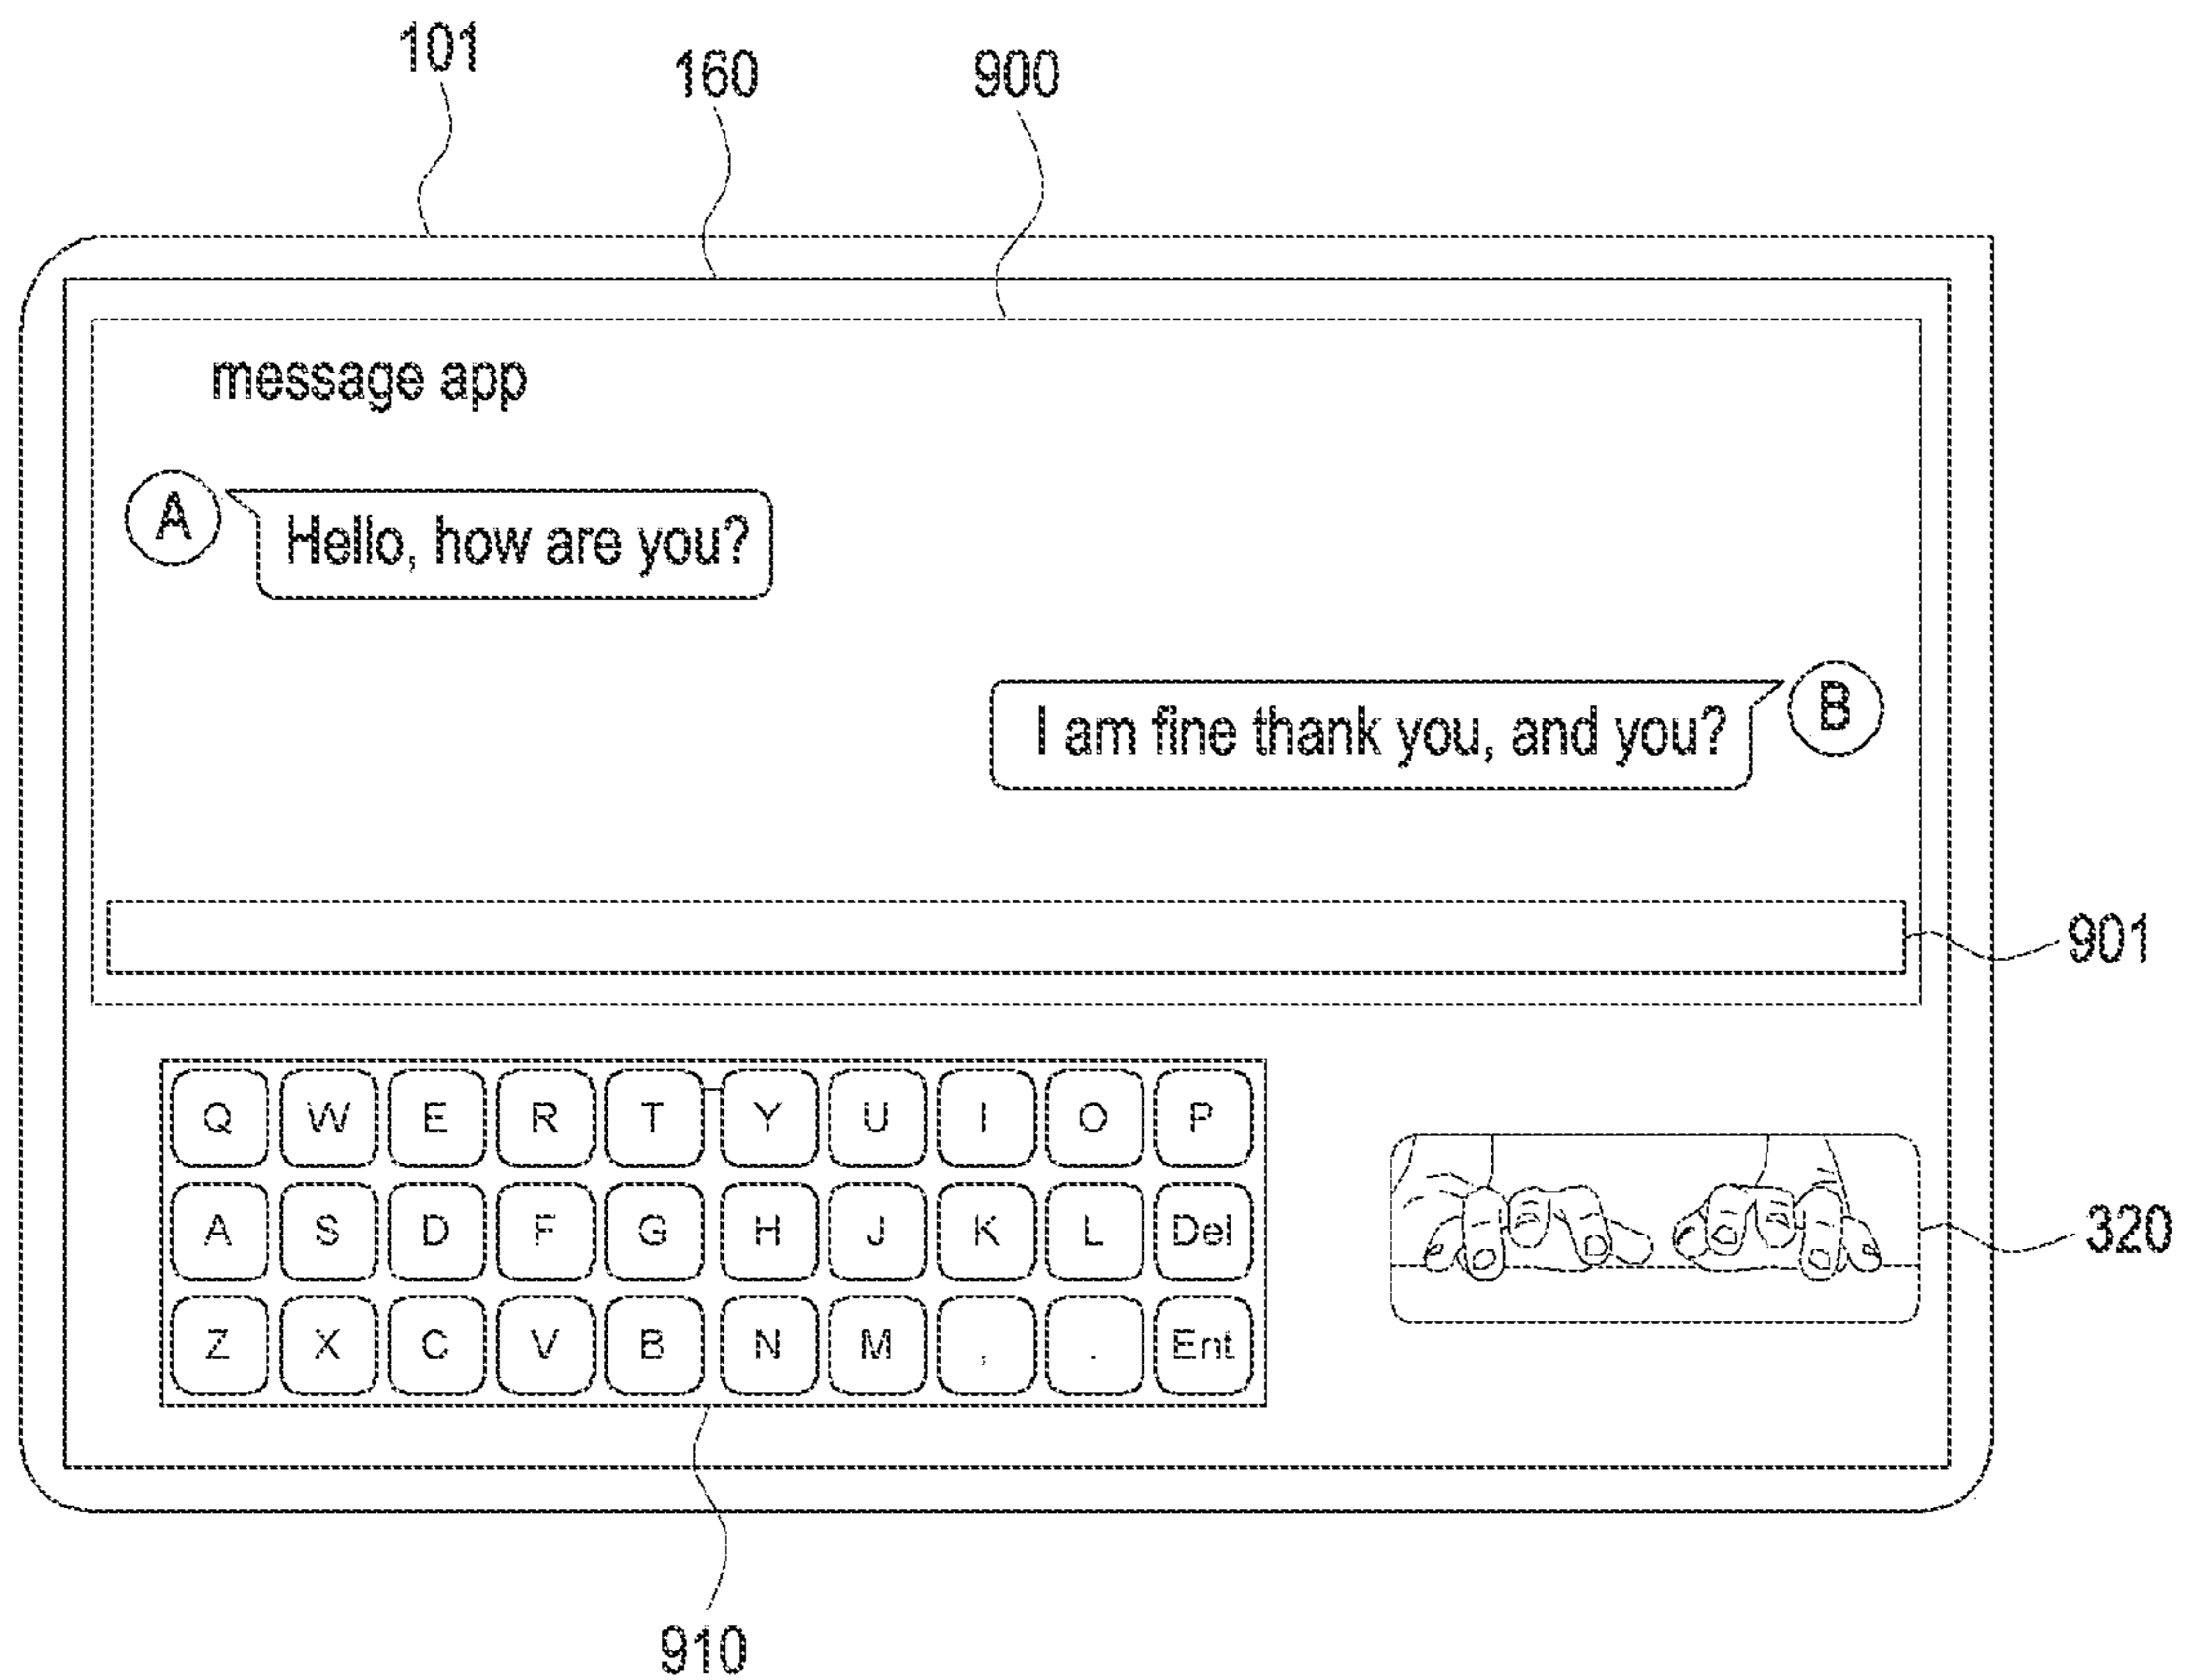 101
160
900
message app
A
Hello, how are you?
I am fine thank you, and you?
B
901
Q W E R T Y U I O P
A S D F G H J K L Del
Z X C V B N M , . Ent
320
910